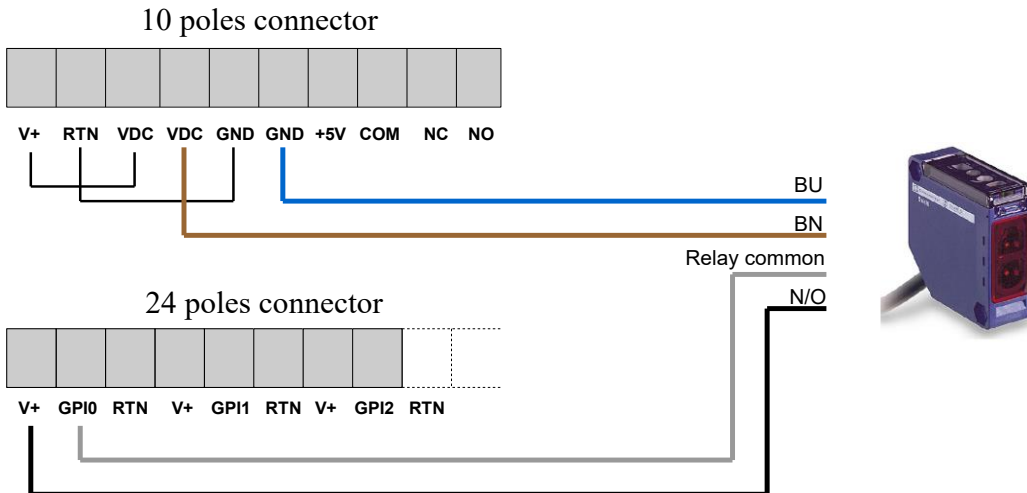 10 poles connector
V+ RTN VDC VDC GND GND +5V COM NC NO
BU
BN
Relay common
N/O
24 poles connector
V+ GPI0 RTN V+ GPI1 RTN V+ GPI2 RTN